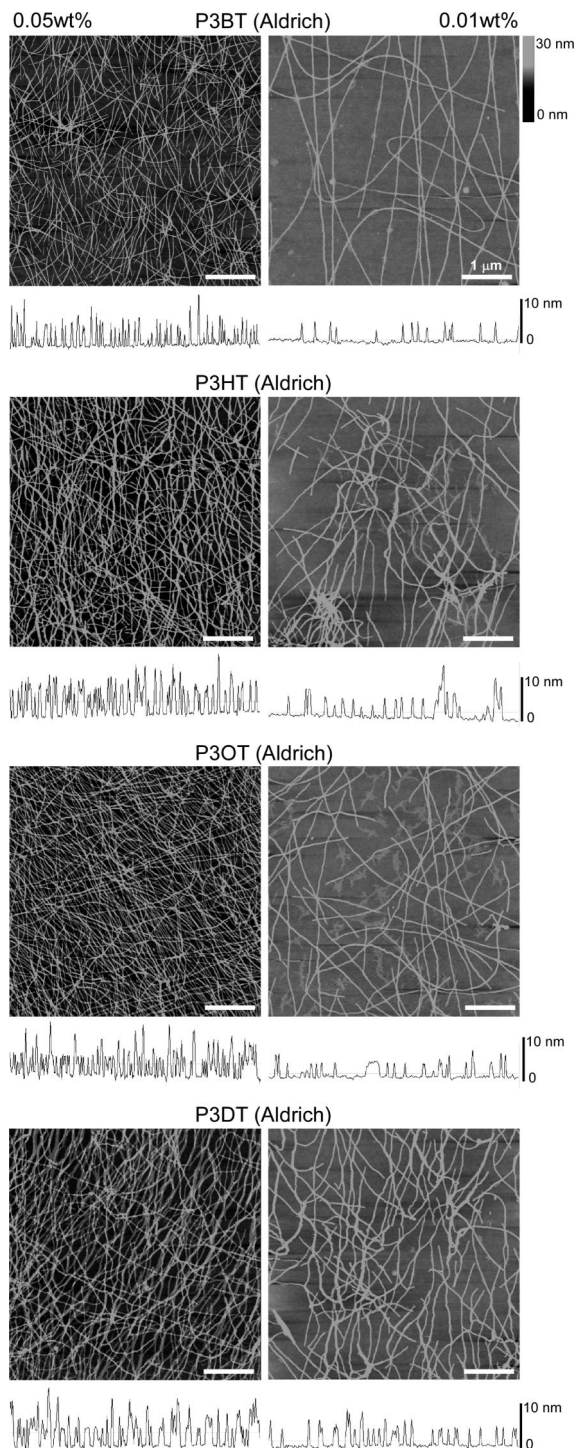 0.05wt% P3BT (Aldrich) 0.01wt%
30 nm
0 nm
1 μm
10 nm
0
P3HT (Aldrich)
10 nm
0
P3OT (Aldrich)
10 nm
0
P3DT (Aldrich)
10 nm
0